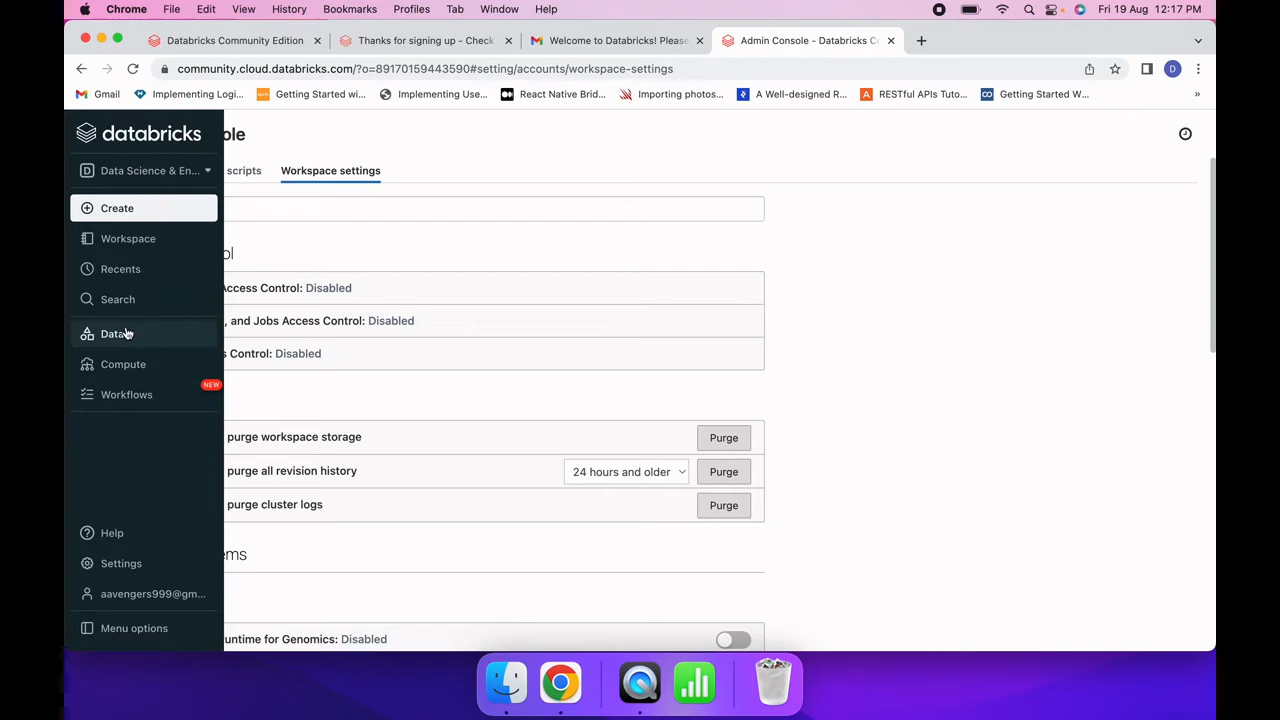 Chrome File Edit View History Bookmarks Profiles Tab Window Help Fri 19 Aug 12:17 PM
Databricks Community Edition Thanks for signing up - Check Welcome to Databricks! Please Admin Console - Databricks Co
community.cloud.databricks.com/?o=89170159443590#setting/accounts/workspace-settings D
Gmail Implementing Logi... Getting Started wi... Implementing Use... React Native Brid... Importing photos... A Well-designed R... RESTful APIs Tuto... Getting Started W... »
databricks
D Data Science & En...
Create
Workspace
Recents
Search
Data
Compute
Workflows NEW
Help
Settings
aavengers999@gm...
Menu options
ole
scripts Workspace settings
ol
Access Control: Disabled
, and Jobs Access Control: Disabled
s Control: Disabled
purge workspace storage Purge
purge all revision history 24 hours and older Purge
purge cluster logs Purge
ems
untime for Genomics: Disabled